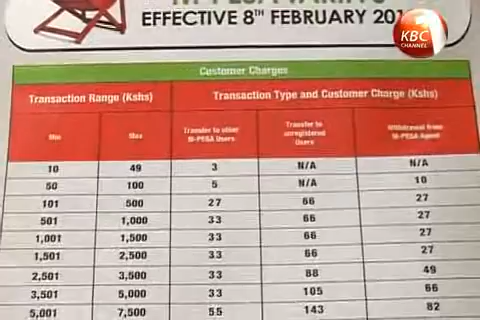 EFFECTIVE 8TH FEBRUARY 201
KBC
CHANNEL 1
Customer Charges
Transaction Range (Kshs) Transaction Type and Customer Charge (Kshs)
Min Max Transfer to other M-PESA Users Transfer to unregistered Users Withdrawal from M-PESA Agent
10 49 3 N/A N/A
50 100 5 N/A 10
101 500 27 66 27
501 1,000 33 66 27
1,001 1,500 33 66 27
1,501 2,500 33 66 27
2,501 3,500 33 88 49
3,501 5,000 33 105 66
5,001 7,500 55 143 82